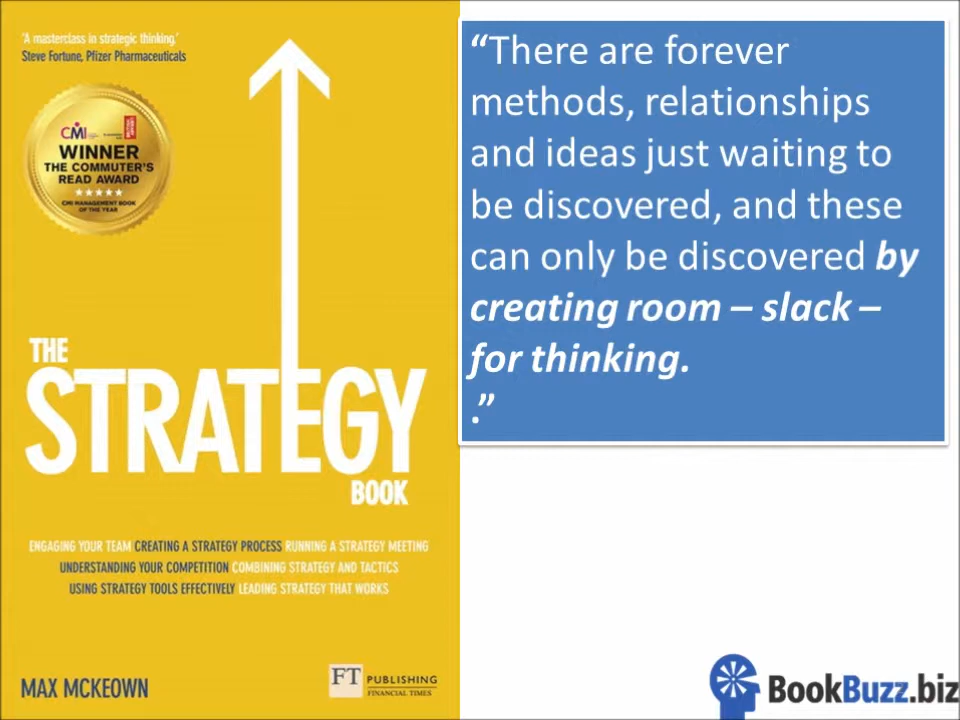 'A masterclass in strategic thinking.'
Steve Fortune, Pfizer Pharmaceuticals
CMI
WINNER
THE COMMUTER'S
READ AWARD
★★★★★
CMI MANAGEMENT BOOK
OF THE YEAR
THE
STRATEGY
BOOK
ENGAGING YOUR TEAM CREATING A STRATEGY PROCESS RUNNING A STRATEGY MEETING
UNDERSTANDING YOUR COMPETITION COMBINING STRATEGY AND TACTICS
USING STRATEGY TOOLS EFFECTIVELY LEADING STRATEGY THAT WORKS
MAX MCKEOWN
FT PUBLISHING
FINANCIAL TIMES
“There are forever
methods, relationships
and ideas just waiting to
be discovered, and these
can only be discovered by
creating room – slack –
for thinking.
.”
BookBuzz.biz